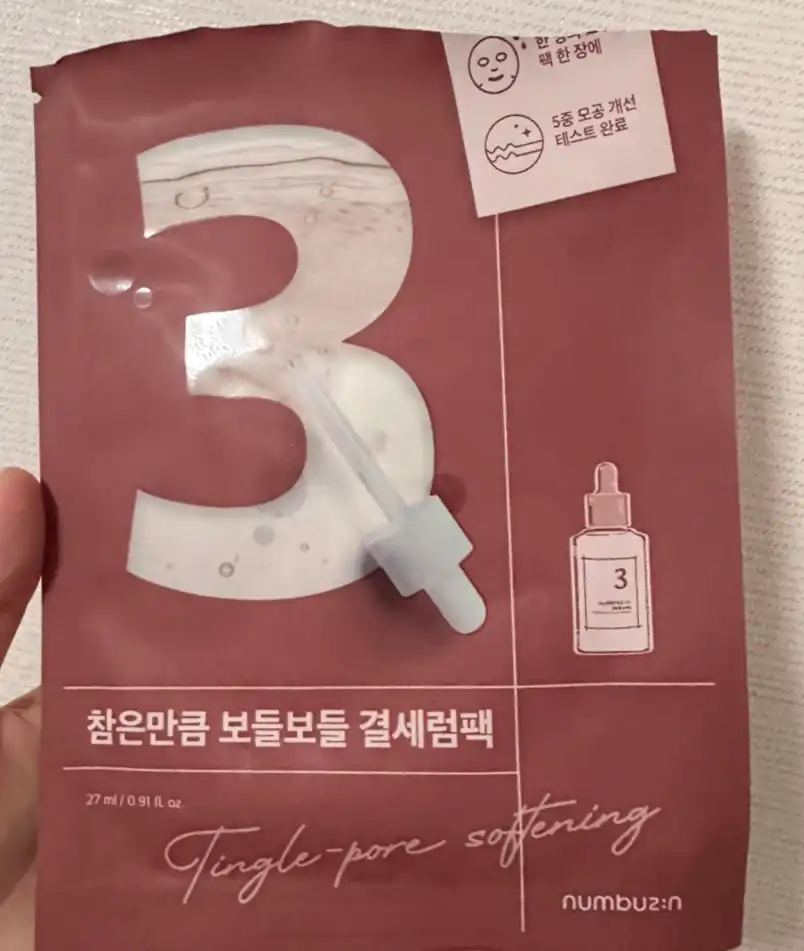 팩 한 장에
5중 모공 개선
테스트 완료
3
3
참은만큼 보들보들 결세럼팩
27 ml / 0.91 fl. oz.
Tingle-pore softening
numbuz:n